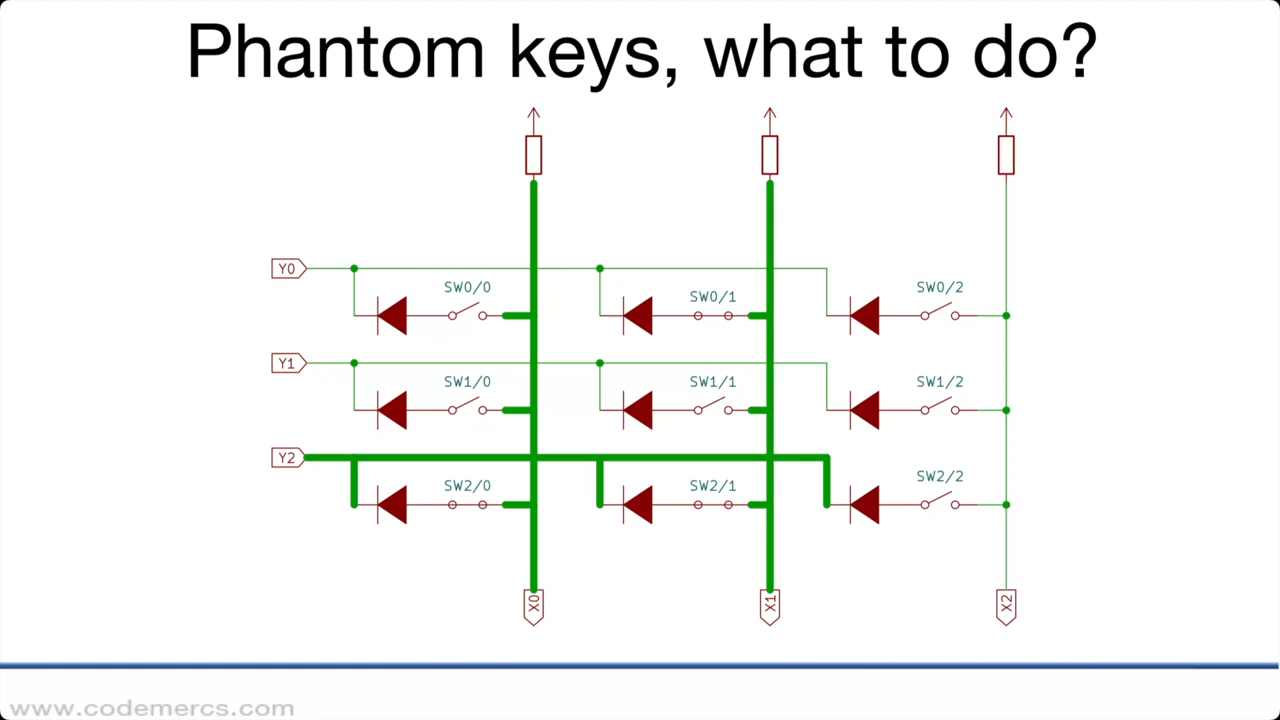 Phantom keys, what to do?
Y0
SW0/0
SW0/1
SW0/2
Y1
SW1/0
SW1/1
SW1/2
Y2
SW2/0
SW2/1
SW2/2
X0
X1
X2
www.codemercs.com